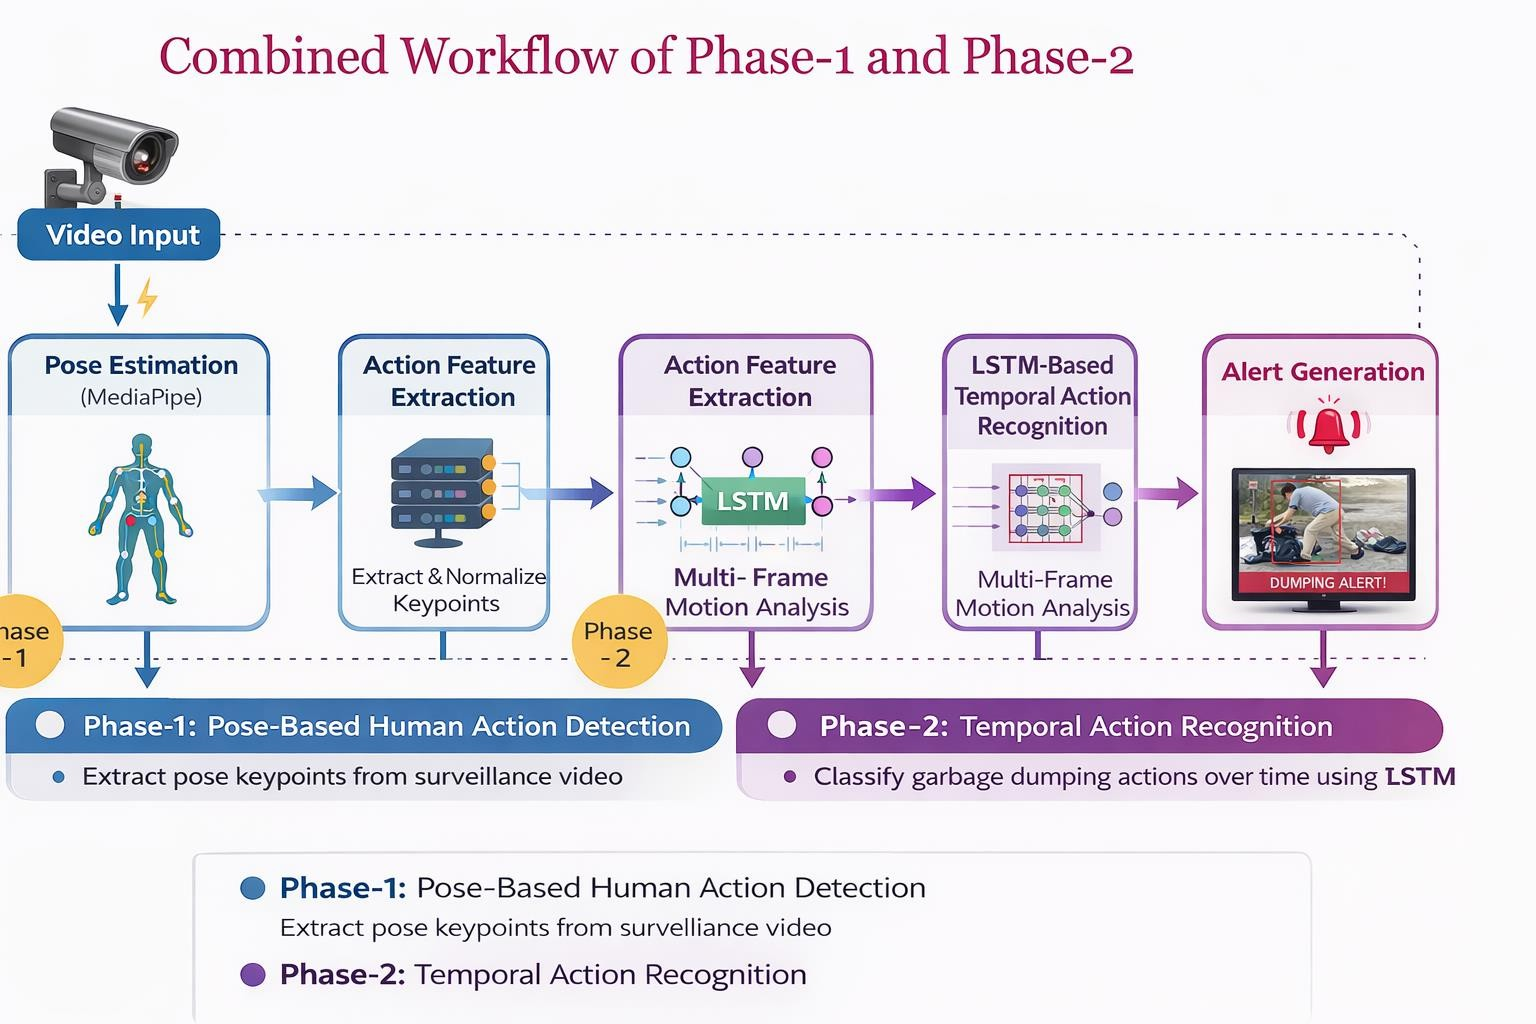 Combined Workflow of Phase-1 and Phase-2
Video Input
Pose Estimation
(MediaPipe)
Action Feature
Extraction
Extract & Normalize
Keypoints
Action Feature
Extraction
LSTM
Multi- Frame
Motion Analysis
LSTM-Based
Temporal Action
Recognition
Multi-Frame
Motion Analysis
Alert Generation
DUMPING ALERT!
hase
-1
Phase
-2
Phase-1: Pose-Based Human Action Detection
Extract pose keypoints from surveillance video
Phase-2: Temporal Action Recognition
Classify garbage dumping actions over time using LSTM
Phase-1: Pose-Based Human Action Detection
Extract pose keypoints from survelliance video
Phase-2: Temporal Action Recognition